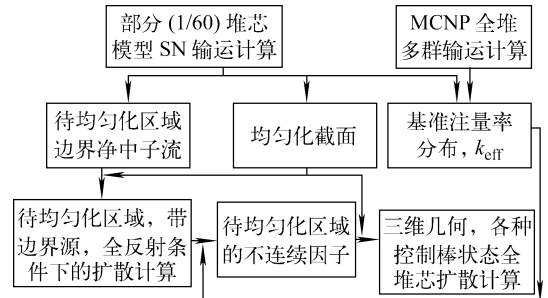 部分 (1/60) 堆芯
模型 SN 输运计算
MCNP 全堆
多群输运计算
待均匀化区域
边界净中子流
均匀化截面
基准注量率
分布, keff
待均匀化区域，带
边界源，全反射条
件下的扩散计算
待均匀化区域
的不连续因子
三维几何，各种
控制棒状态全
堆芯扩散计算